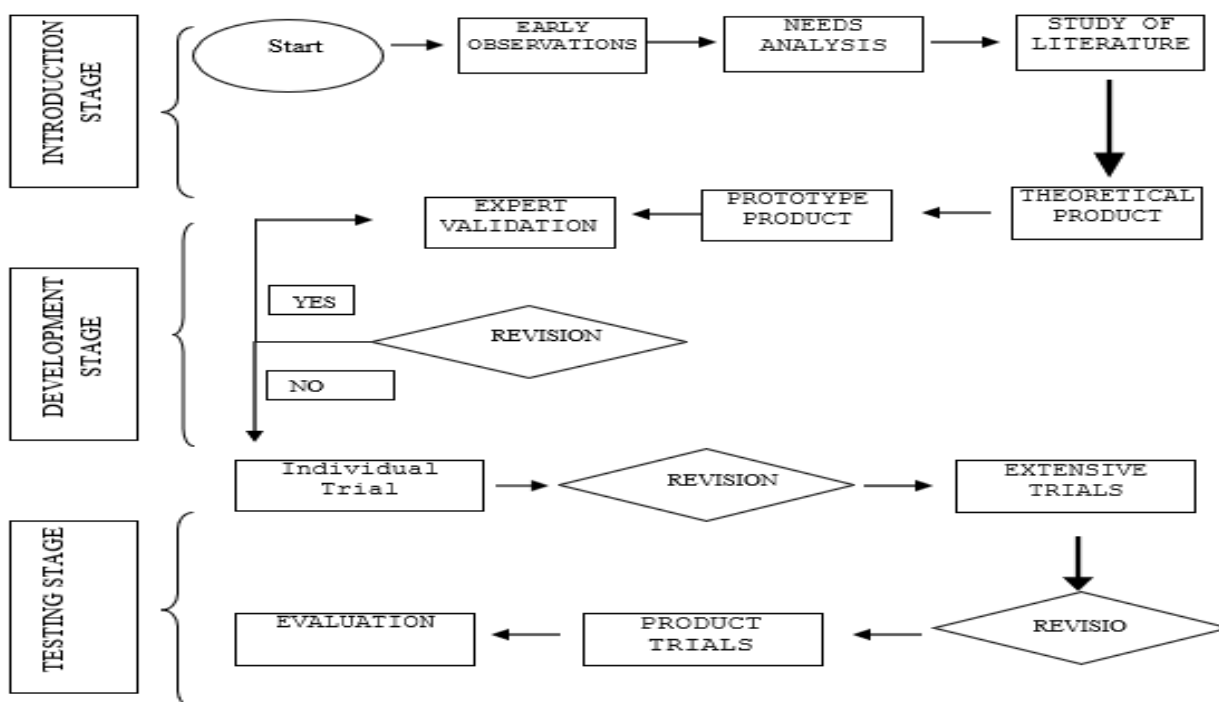 INTRODUCTION
STAGE
Start
EARLY
OBSERVATIONS
NEEDS
ANALYSIS
STUDY OF
LITERATURE
DEVELOPMENT
STAGE
EXPERT
VALIDATION
PROTOTYPE
PRODUCT
THEORETICAL
PRODUCT
YES
REVISION
NO
Individual
Trial
REVISION
EXTENSIVE
TRIALS
TESTING STAGE
EVALUATION
PRODUCT
TRIALS
REVISIO